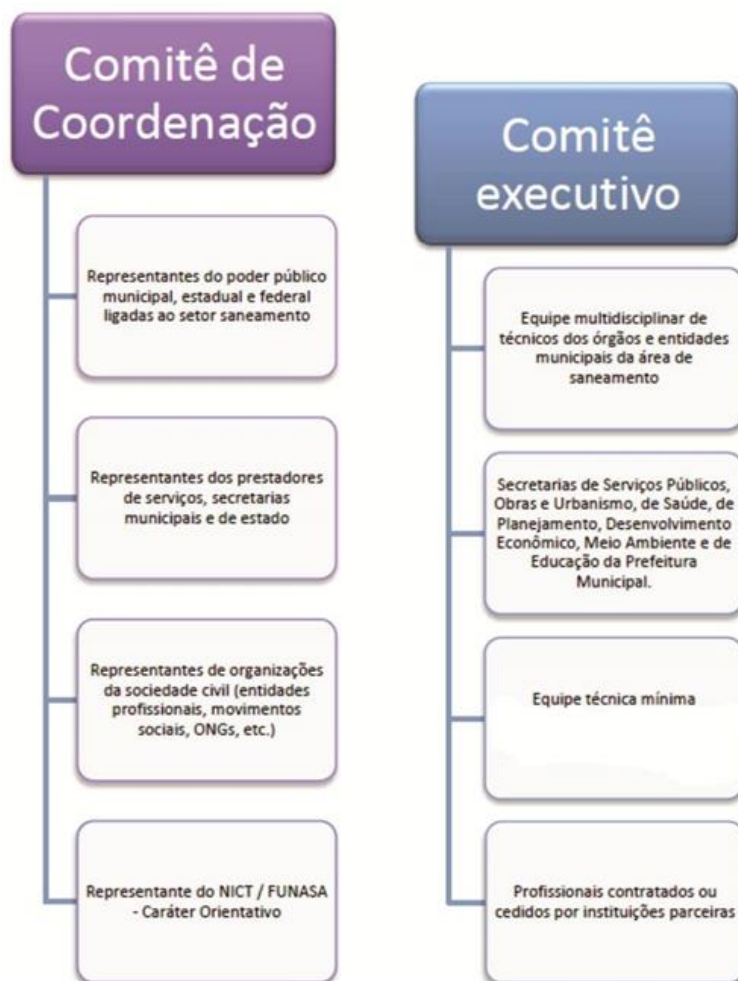 Comitê de
Coordenação
Representantes do poder público
municipal, estadual e federal
ligadas ao setor saneamento
Representantes dos prestadores
de serviços, secretarias
municipais e de estado
Representantes de organizações
da sociedade civil (entidades
profissionais, movimentos
sociais, ONGs, etc.)
Representante do NICT / FUNASA
- Caráter Orientativo
Comitê
executivo
Equipe multidisciplinar de
técnicos dos órgãos e entidades
municipais da área de
saneamento
Secretarias de Serviços Públicos,
Obras e Urbanismo, de Saúde, de
Planejamento, Desenvolvimento
Econômico, Meio Ambiente e de
Educação da Prefeitura
Municipal.
Equipe técnica mínima
Profissionais contratados ou
cedidos por instituições parceiras